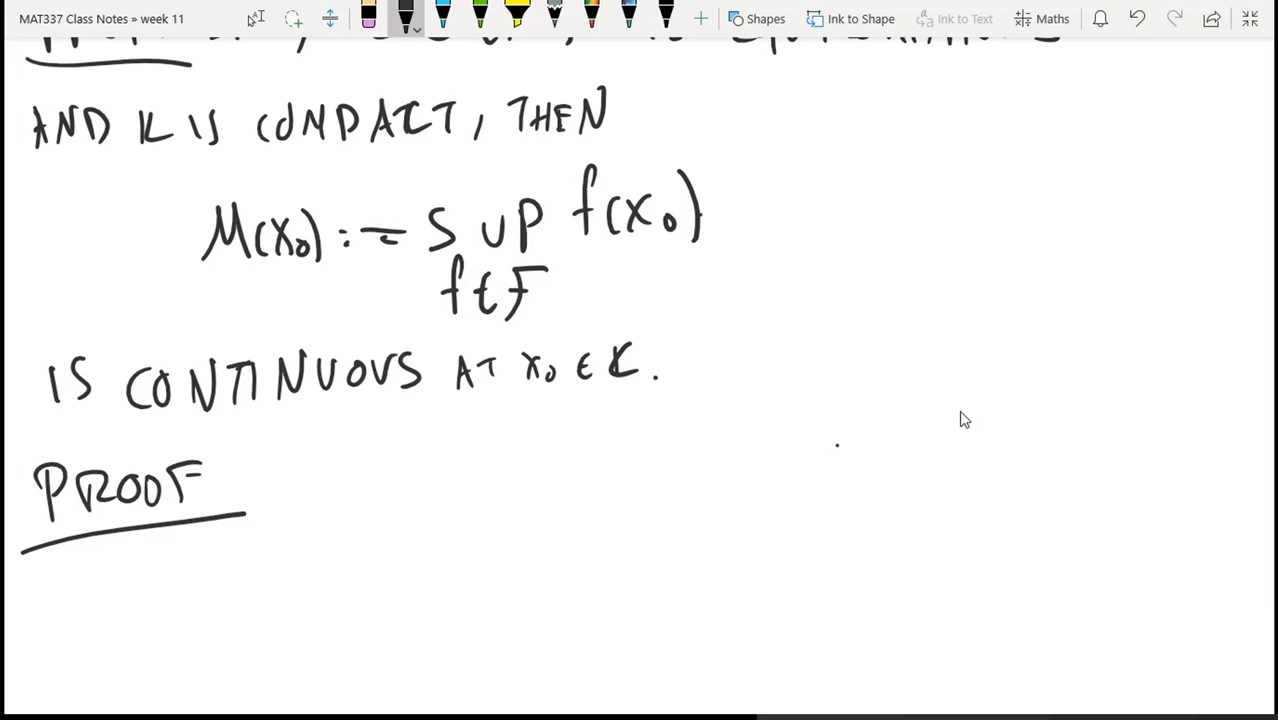 MAT337 Class Notes » week 11
Shapes
Ink to Shape
Ink to Text
Maths
AND K IS COMPACT, THEN
M(x₀) := SUP f(x₀)
f∈F
IS CONTINUOUS AT x₀ ∈ K.
PROOF